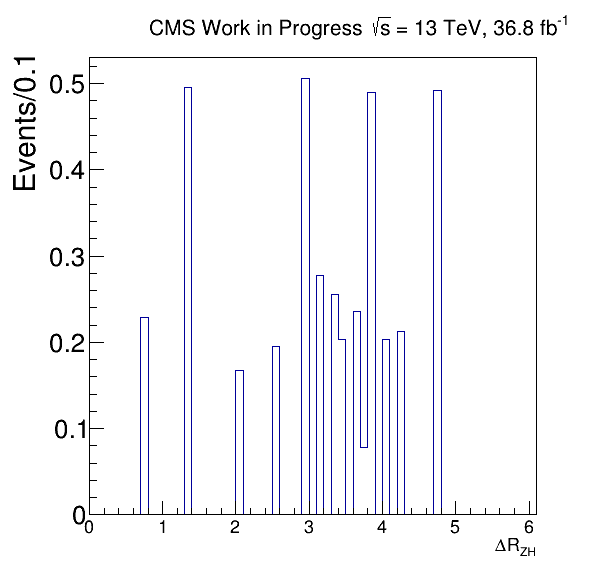 CMS Work in Progress √s = 13 TeV, 36.8 fb⁻¹
Events/0.1
0.5
0.4
0.3
0.2
0.1
0
0 1 2 3 4 5 6
ΔR_ZH